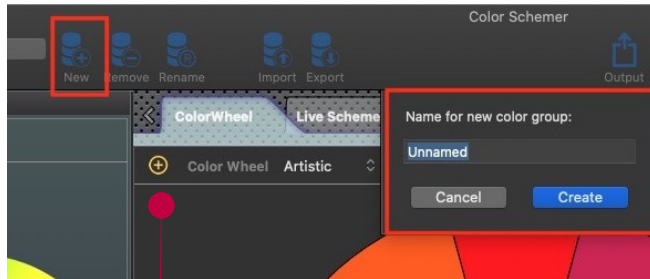 Color Schemer
New Remove Rename Import Export Output
ColorWheel Live Scheme
Color Wheel Artistic
Name for new color group:
Unnamed
Cancel Create